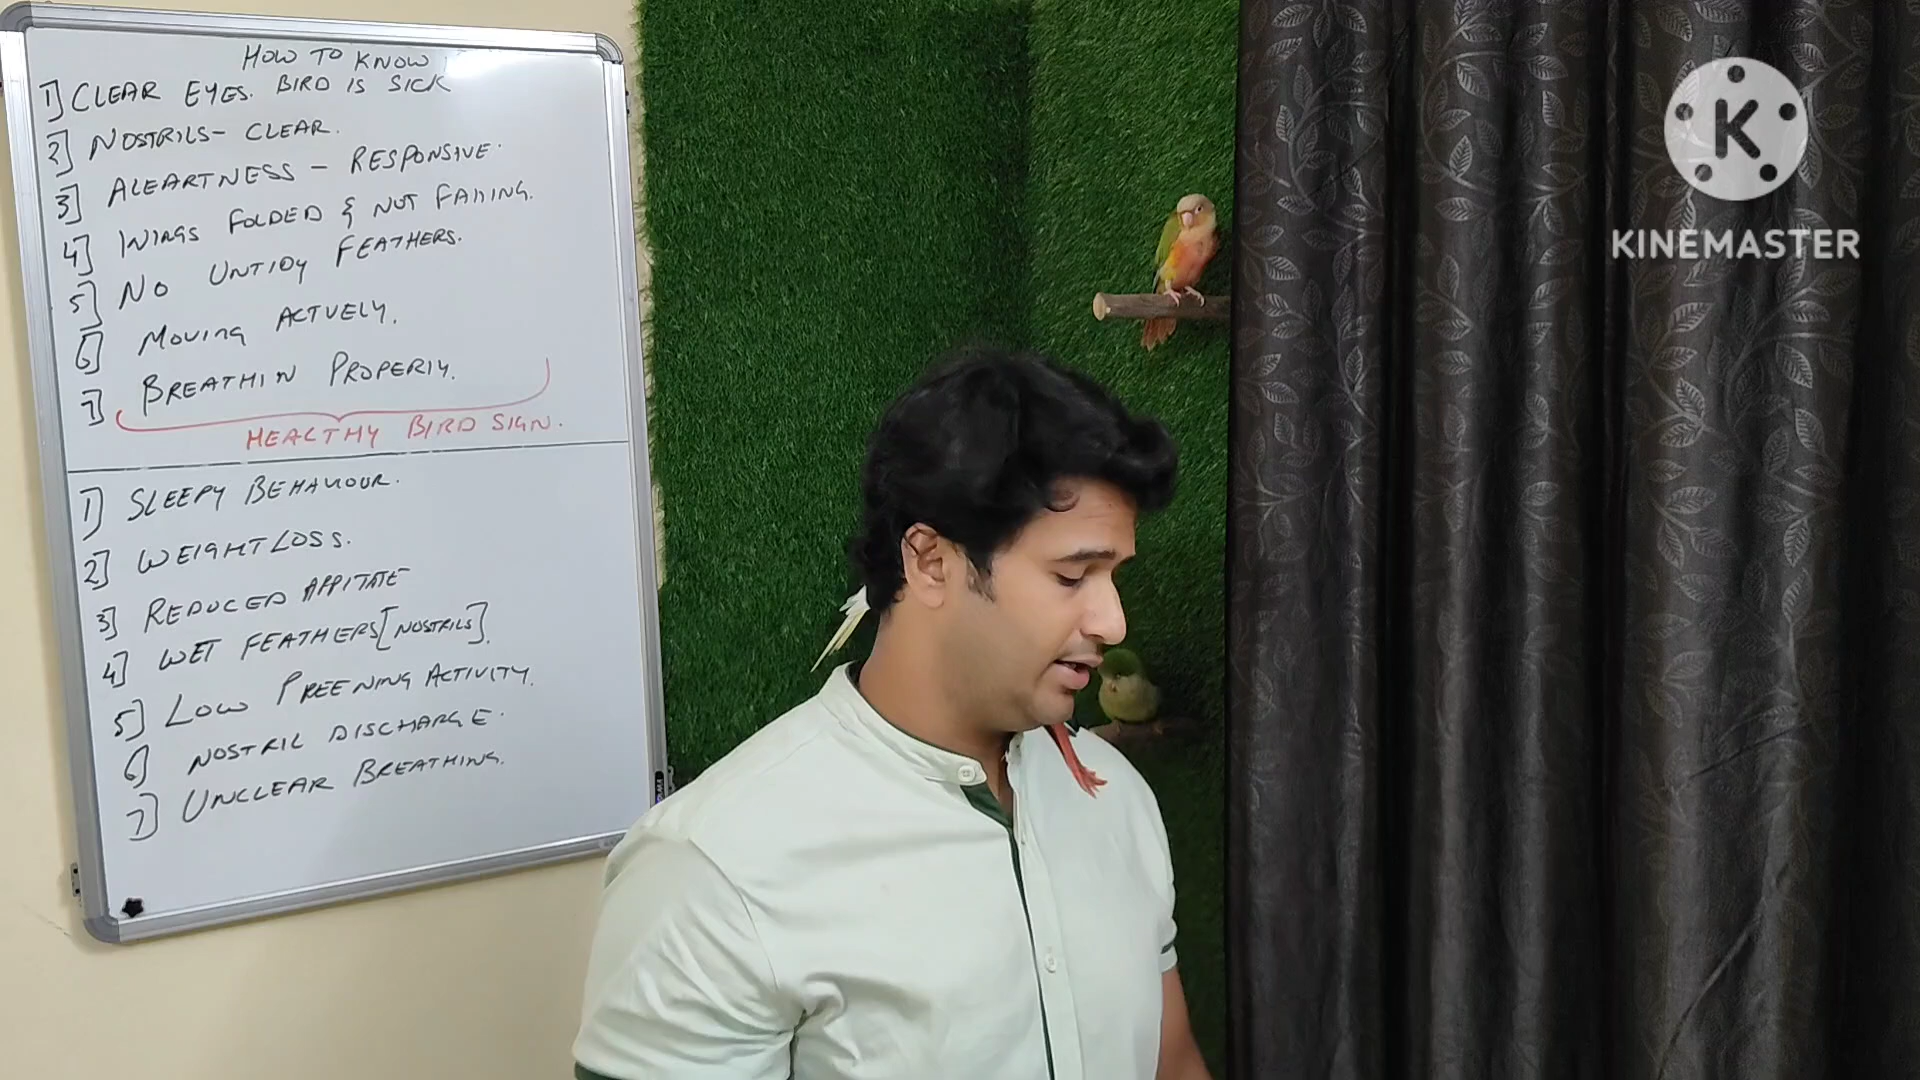 HOW TO KNOW
BIRD IS SICK
1] CLEAR EYES.
2] NOSTRILS- CLEAR.
3] ALEARTNESS - RESPONSIVE.
4] WINGS FOLDED & NOT FALLING.
5] NO UNTIDY FEATHERS.
6] MOVING ACTVELY.
7] BREATHIN PROPERLY.
HEALTHY BIRD SIGN.
1] SLEEPY BEHAVIOUR.
2] WEIGHT LOSS.
3] REDUCED APPITATE
4] WET FEATHERS [NOSTRILS].
5] LOW PREENING ACTIVITY.
6] NOSTRIL DISCHARGE.
7] UNCLEAR BREATHING.
K
KINEMASTER